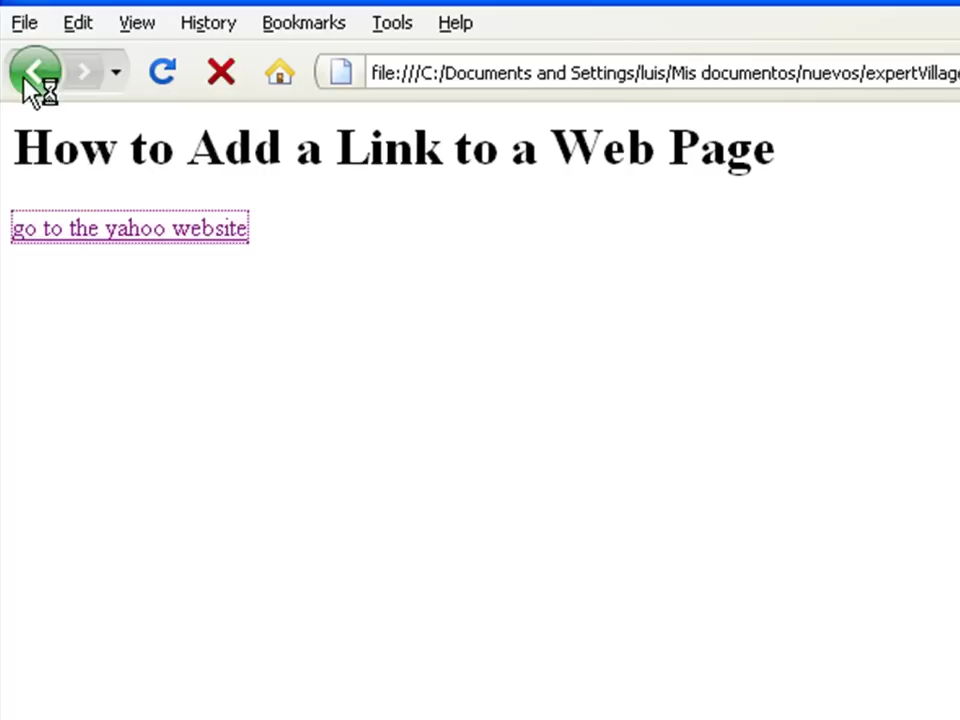 File Edit View History Bookmarks Tools Help
file:///C:/Documents and Settings/luis/Mis documentos/nuevos/expertVillage
How to Add a Link to a Web Page
go to the yahoo website